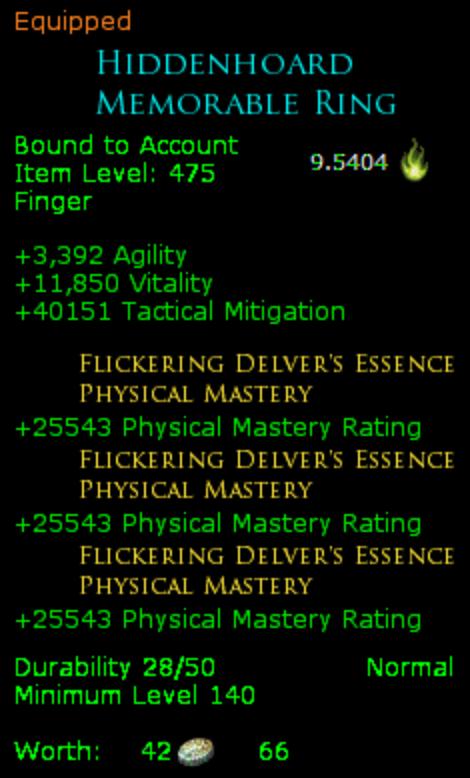 Equipped
Hiddenhoard
Memorable Ring
Bound to Account
9.5404
Item Level: 475
Finger
+3,392 Agility
+11,850 Vitality
+40151 Tactical Mitigation
Flickering Delver's Essence
Physical Mastery
+25543 Physical Mastery Rating
Flickering Delver's Essence
Physical Mastery
+25543 Physical Mastery Rating
Flickering Delver's Essence
Physical Mastery
+25543 Physical Mastery Rating
Durability 28/50 Normal
Minimum Level 140
Worth: 42 66